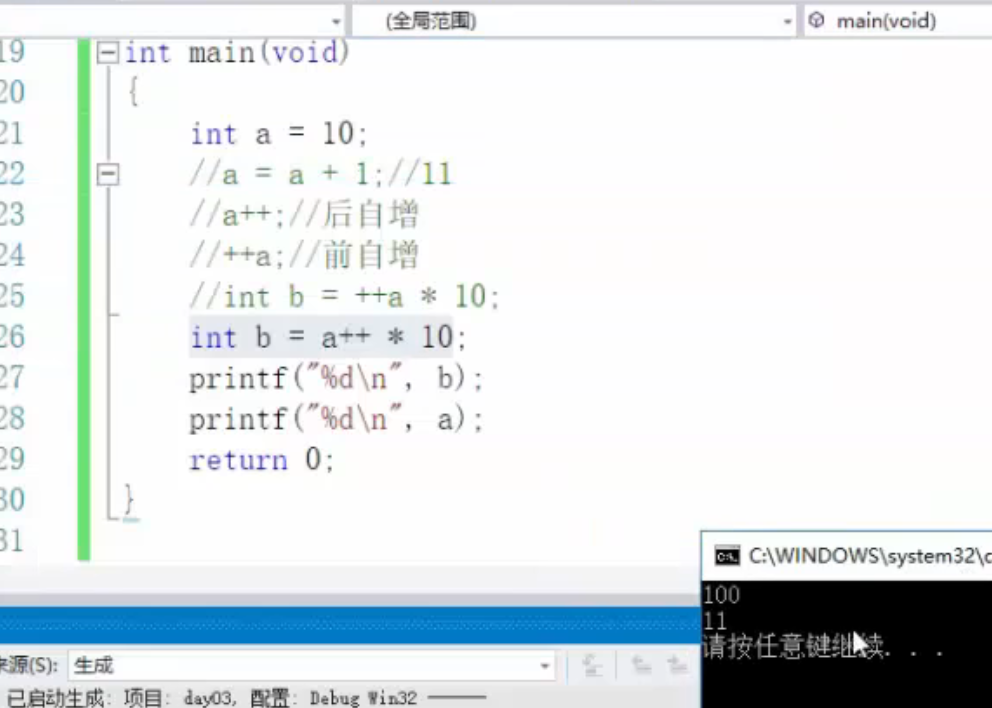 (全局范围) main(void)
19 int main(void)
20 {
21 int a = 10;
22 //a = a + 1;//11
23 //a++;//后自增
24 //++a;//前自增
25 //int b = ++a * 10;
26 int b = a++ * 10;
27 printf("%d\n", b);
28 printf("%d\n", a);
29 return 0;
30 }
31
C:\WINDOWS\system32\c
100
11
请按任意键继续. . .
来源(S): 生成
已启动生成: 项目: day03, 配置: Debug Win32